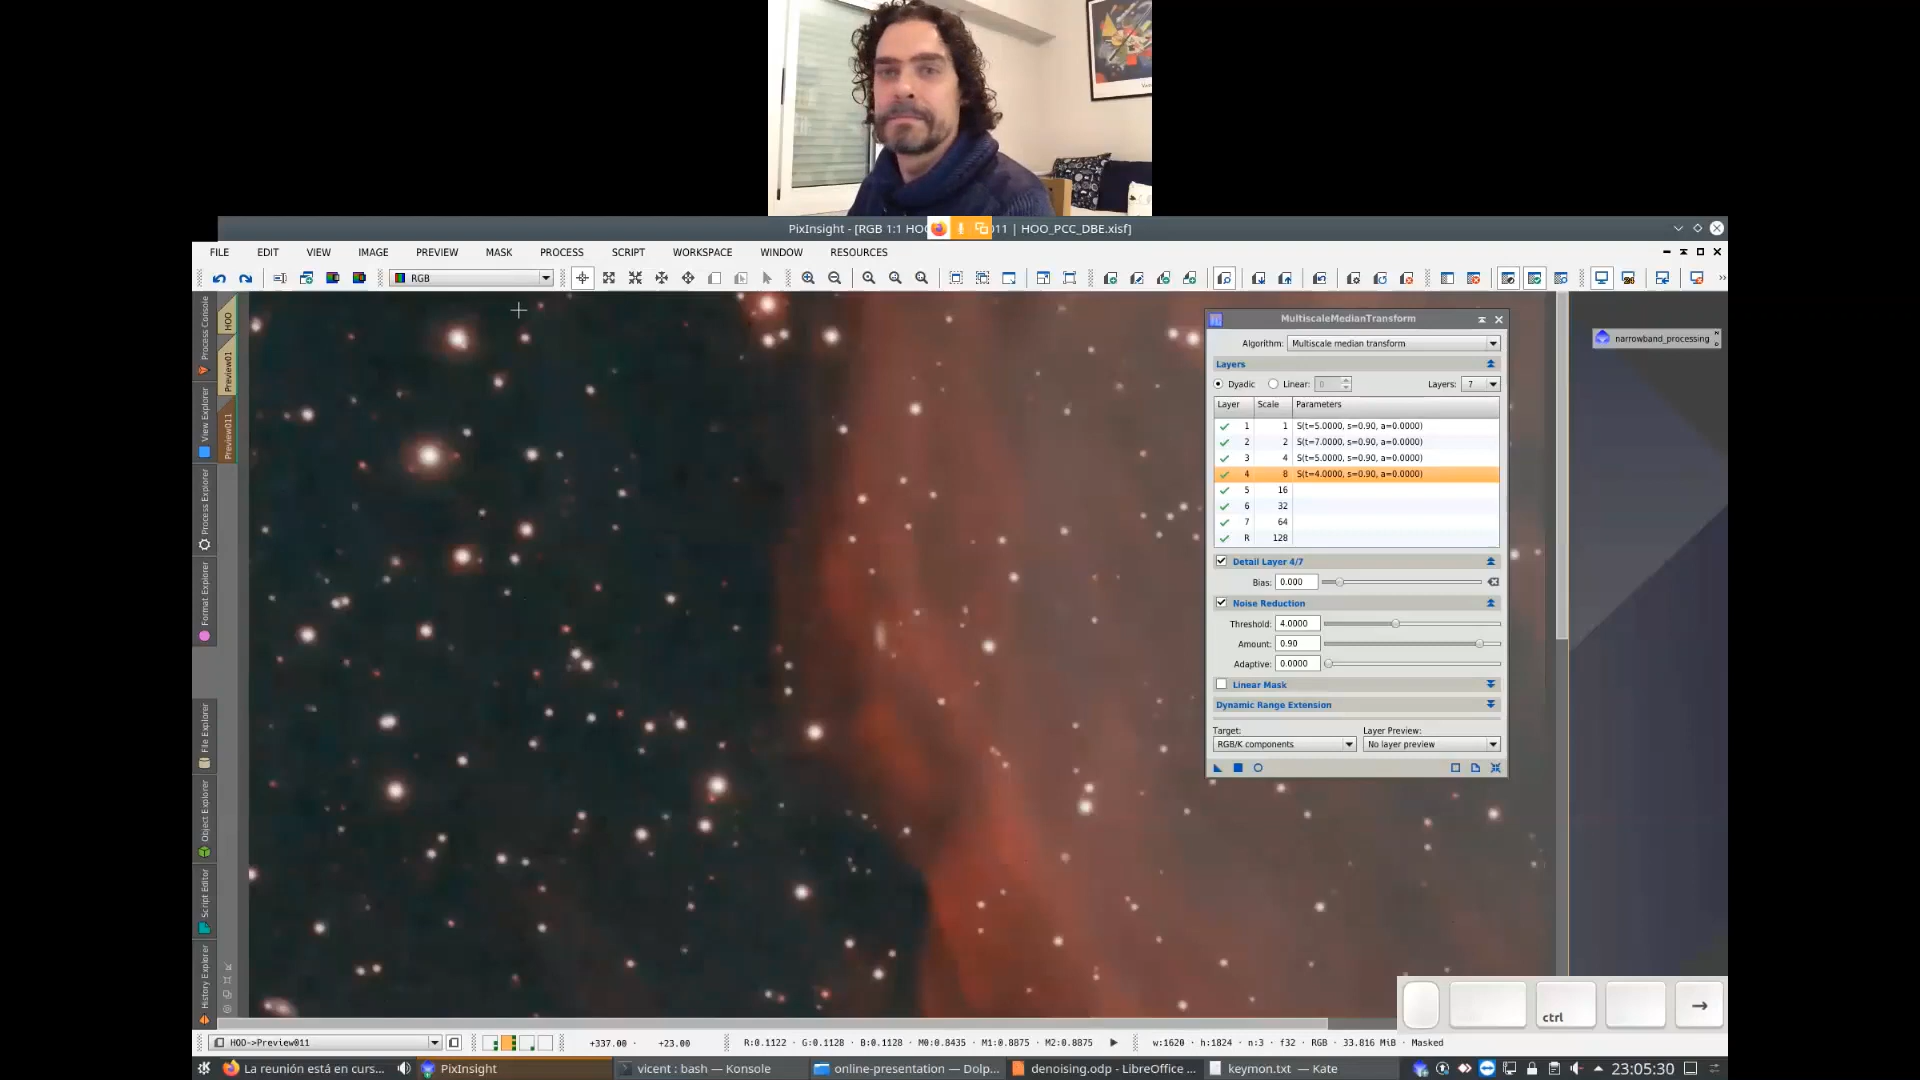 PixInsight - [RGB 1:1 HOO 11 | HOO_PCC_DBE.xisf]
FILE EDIT VIEW IMAGE PREVIEW MASK PROCESS SCRIPT WORKSPACE WINDOW RESOURCES
RGB
Process Console
View Explorer
Process Explorer
Format Explorer
File Explorer
Object Explorer
Script Editor
History Explorer
HOO
Preview01
Preview011
MultiscaleMedianTransform
Algorithm: Multiscale median transform
Layers
Dyadic Linear: 0 Layers: 7
Layer Scale Parameters
1 1 S(t=5.0000, s=0.90, a=0.0000)
2 2 S(t=7.0000, s=0.90, a=0.0000)
3 4 S(t=5.0000, s=0.90, a=0.0000)
4 8 S(t=4.0000, s=0.90, a=0.0000)
5 16
6 32
7 64
R 128
Detail Layer 4/7
Bias: 0.000
Noise Reduction
Threshold: 4.0000
Amount: 0.90
Adaptive: 0.0000
Linear Mask
Dynamic Range Extension
Target: Layer Preview:
RGB/K components No layer preview
narrowband_processing
ctrl →
HOO->Preview011 +337.00 · +23.00 R:0.1122 · G:0.1128 · B:0.1128 · M0:0.8435 · M1:0.8875 · M2:0.8875 w:1620 · h:1824 · n:3 · f32 · RGB · 33.816 MiB · Masked
La reunión está en curs... PixInsight vicent : bash — Konsole online-presentation — Dolp... denoising.odp - LibreOffice ... keymon.txt — Kate 23:05:30